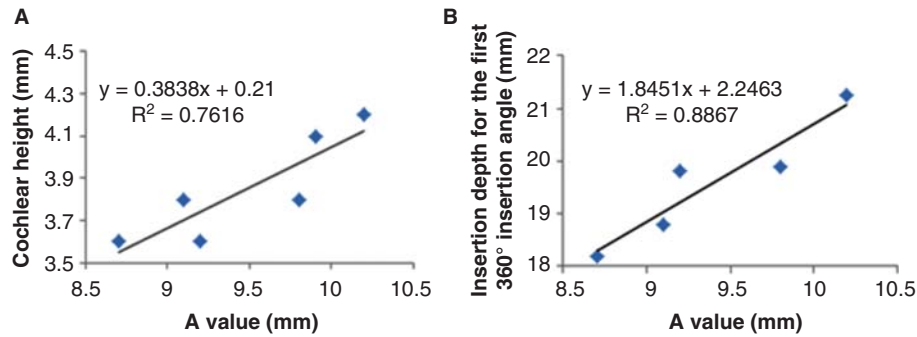 A
Cochlear height (mm)
4.5
4.3
4.1
3.9
3.7
3.5
y = 0.3838x + 0.21
R² = 0.7616
8.5 9 9.5 10 10.5
A value (mm)
B
Insertion depth for the first
360° insertion angle (mm)
22
21
20
19
18
y = 1.8451x + 2.2463
R² = 0.8867
8.5 9 9.5 10 10.5
A value (mm)